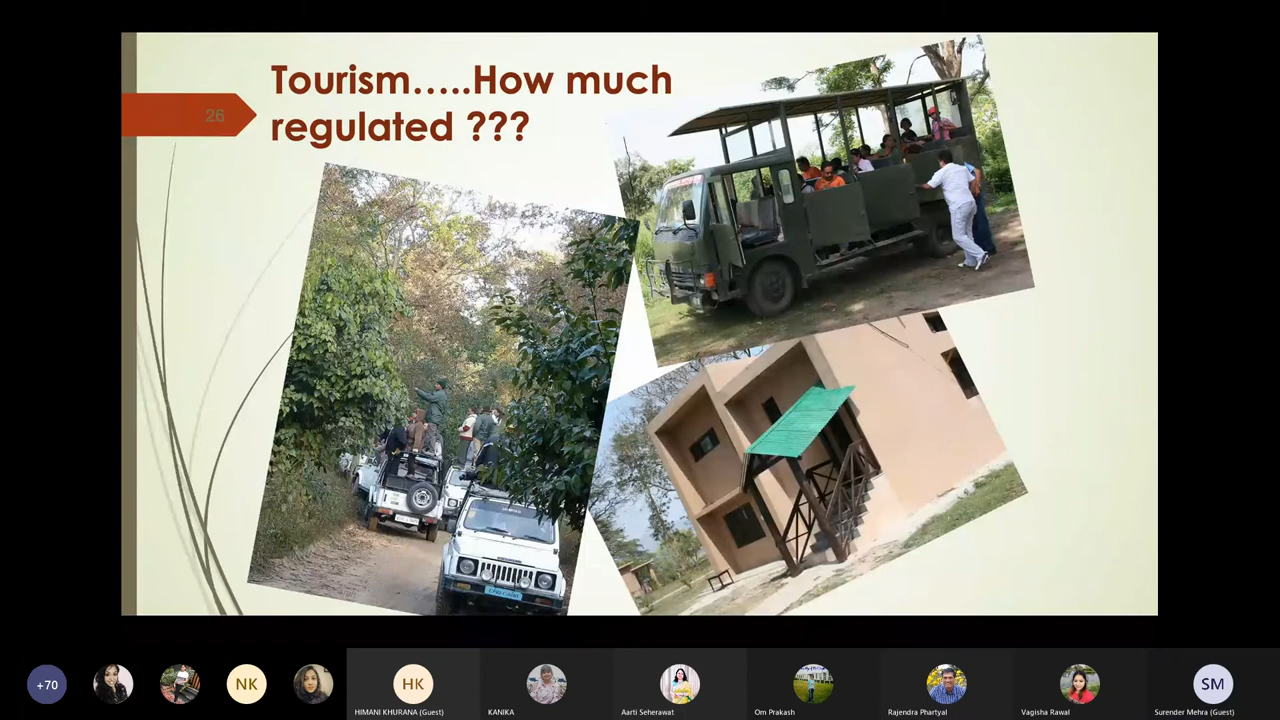 Tourism.....How much
regulated ???
26
+70
NK
HK
SM
HIMANI KHURANA (Guest)
KANIKA
Aarti Seherawat
Om Prakash
Rajendra Phartyal
Vagisha Rawal
Surender Mehra (Guest)